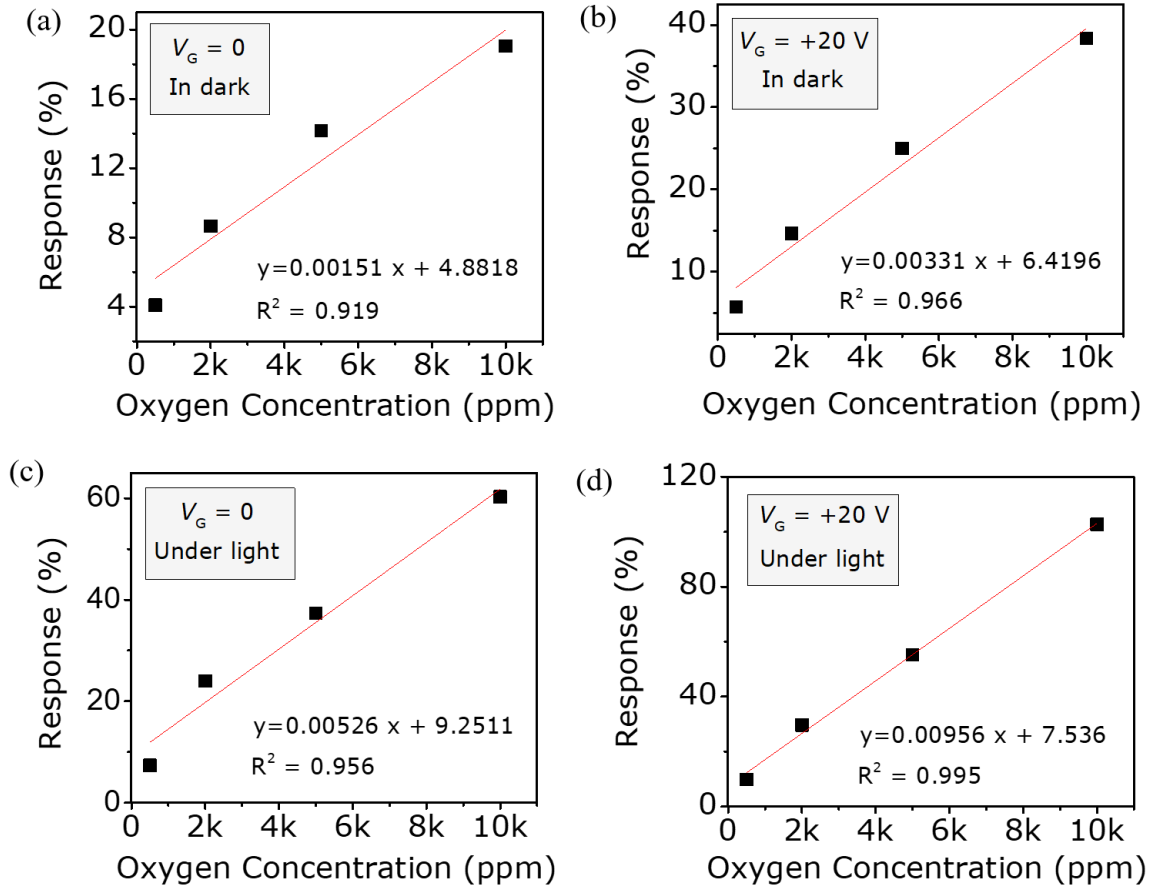 (a)
V_G = 0
In dark
y=0.00151 x + 4.8818
R² = 0.919
Response (%)
20
16
12
8
4
0
2k
4k
6k
8k
10k
Oxygen Concentration (ppm)
(b)
V_G = +20 V
In dark
y=0.00331 x + 6.4196
R² = 0.966
Response (%)
40
30
20
10
0
2k
4k
6k
8k
10k
Oxygen Concentration (ppm)
(c)
V_G = 0
Under light
y=0.00526 x + 9.2511
R² = 0.956
Response (%)
60
40
20
0
0
2k
4k
6k
8k
10k
Oxygen Concentration (ppm)
(d)
V_G = +20 V
Under light
y=0.00956 x + 7.536
R² = 0.995
Response (%)
120
80
40
0
0
2k
4k
6k
8k
10k
Oxygen Concentration (ppm)